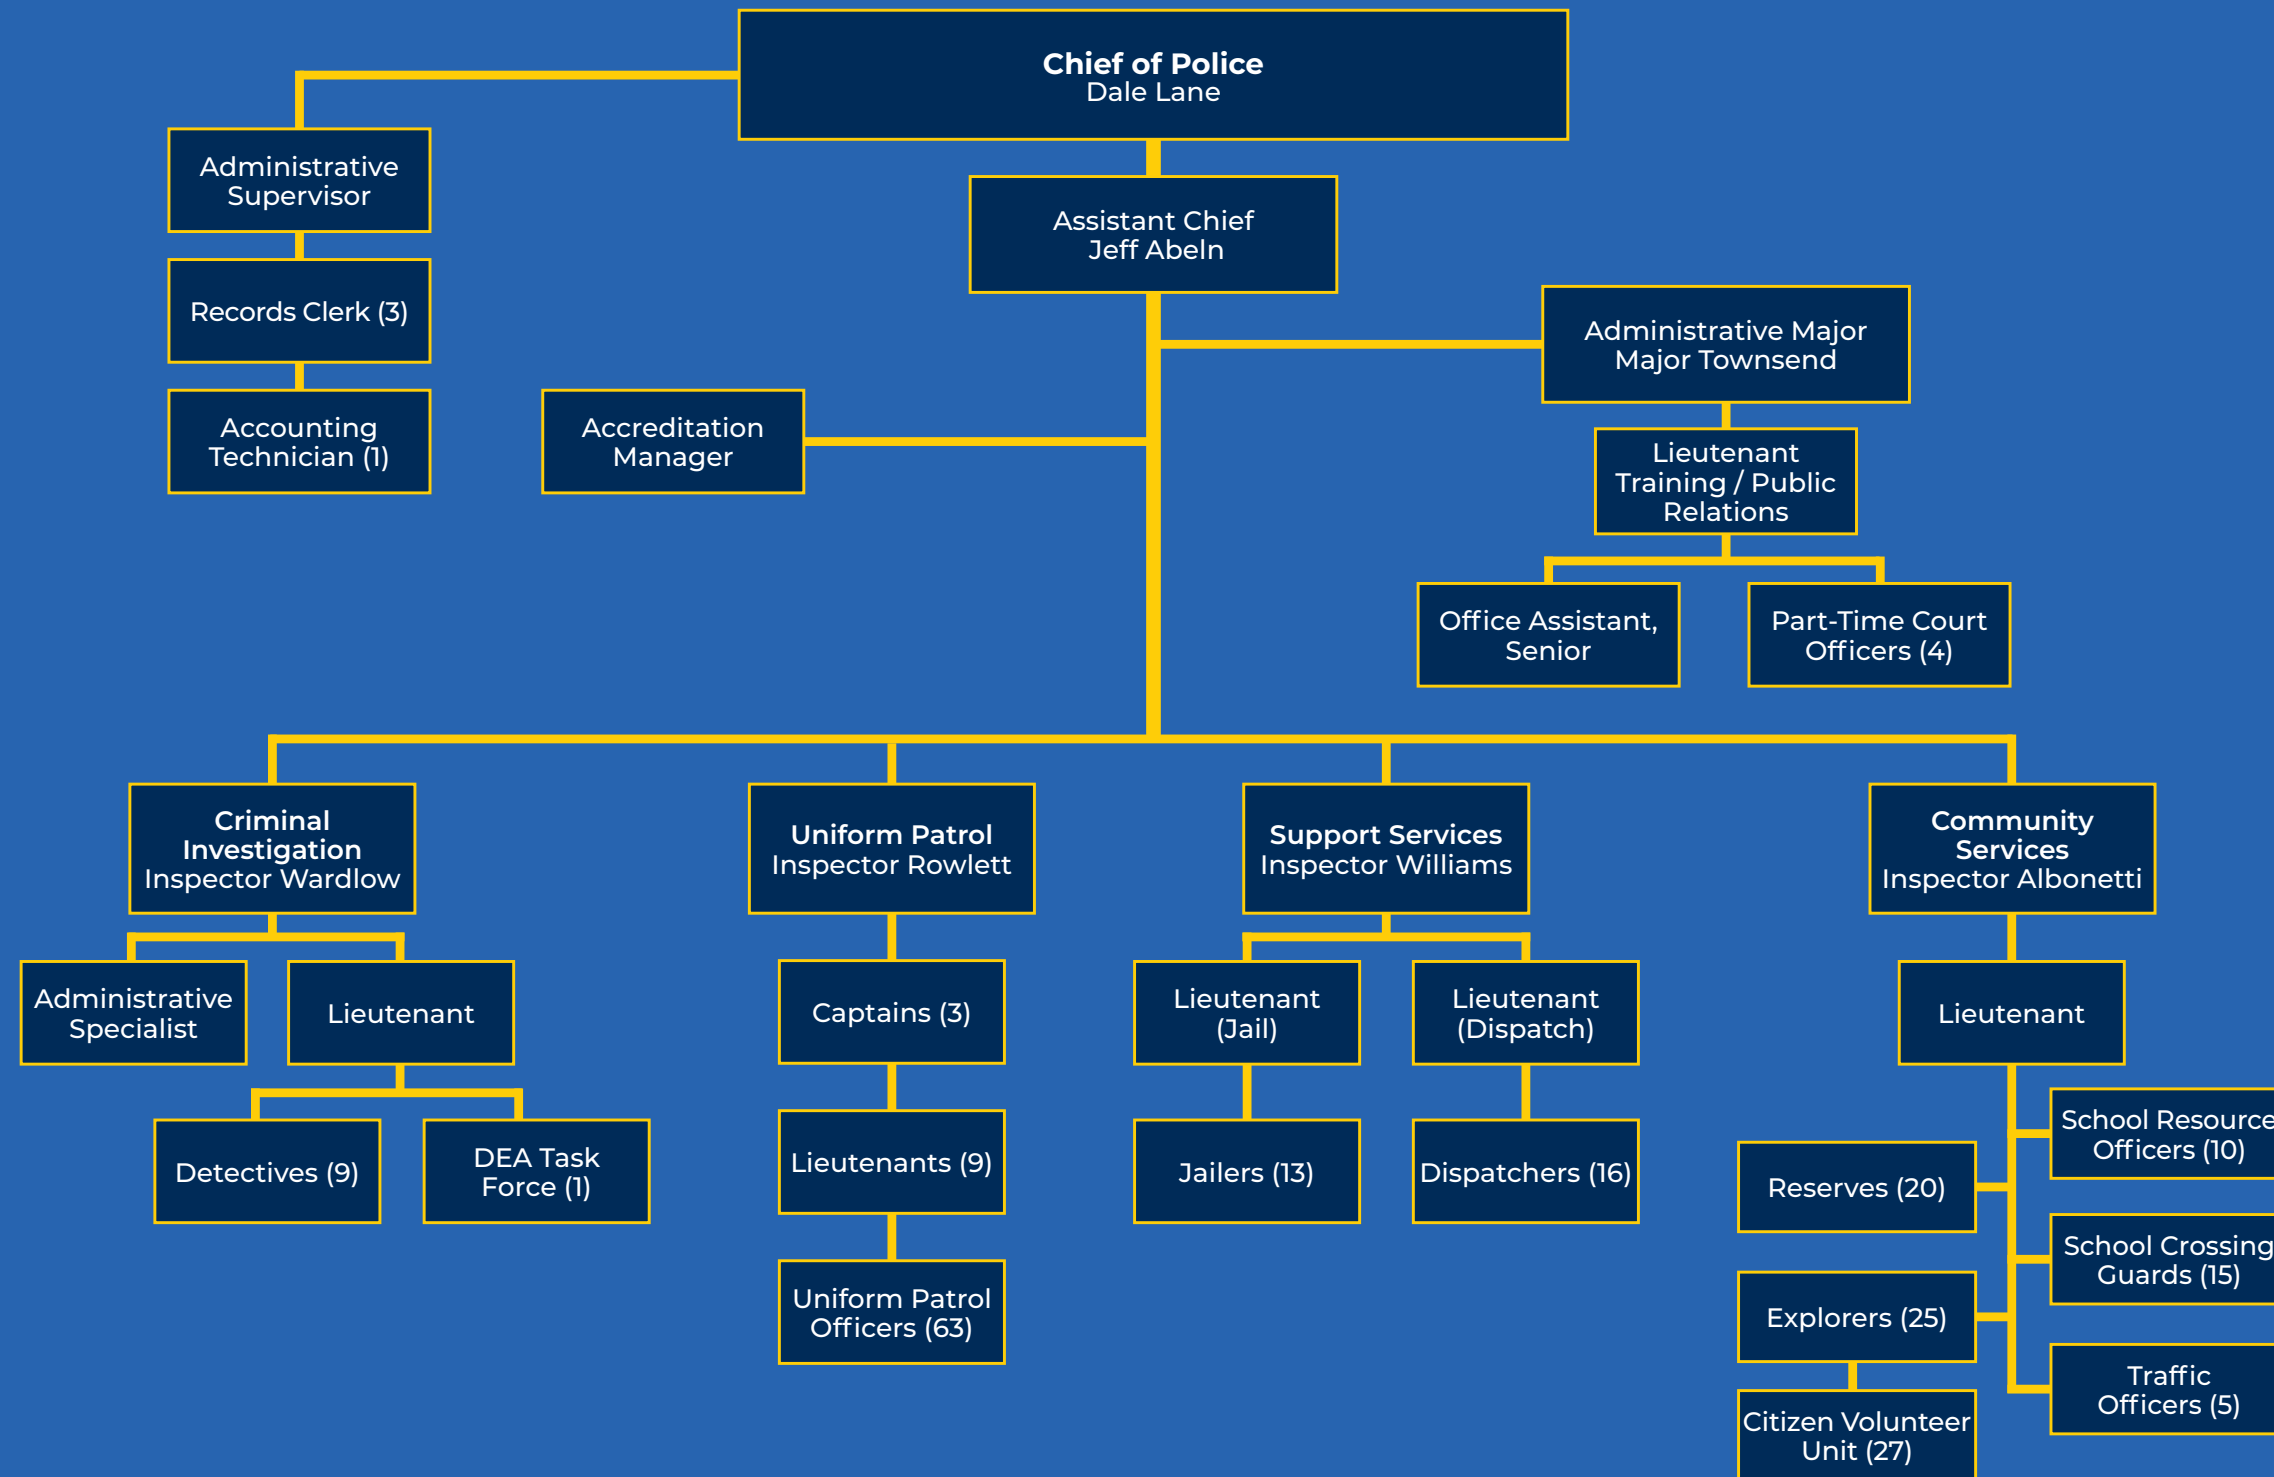 Chief of Police
Dale Lane
Administrative
Supervisor
Assistant Chief
Jeff Abeln
Records Clerk (3)
Administrative Major
Major Townsend
Accounting
Technician (1)
Accreditation
Manager
Lieutenant
Training / Public
Relations
Office Assistant,
Senior
Part-Time Court
Officers (4)
Criminal
Investigation
Inspector Wardlow
Uniform Patrol
Inspector Rowlett
Support Services
Inspector Williams
Community
Services
Inspector Albonetti
Administrative
Specialist
Lieutenant
Captains (3)
Lieutenant
(Jail)
Lieutenant
(Dispatch)
Lieutenant
Detectives (9)
DEA Task
Force (1)
Lieutenants (9)
Jailers (13)
Dispatchers (16)
School Resource
Officers (10)
Reserves (20)
School Crossing
Guards (15)
Uniform Patrol
Officers (63)
Explorers (25)
Traffic
Officers (5)
Citizen Volunteer
Unit (27)